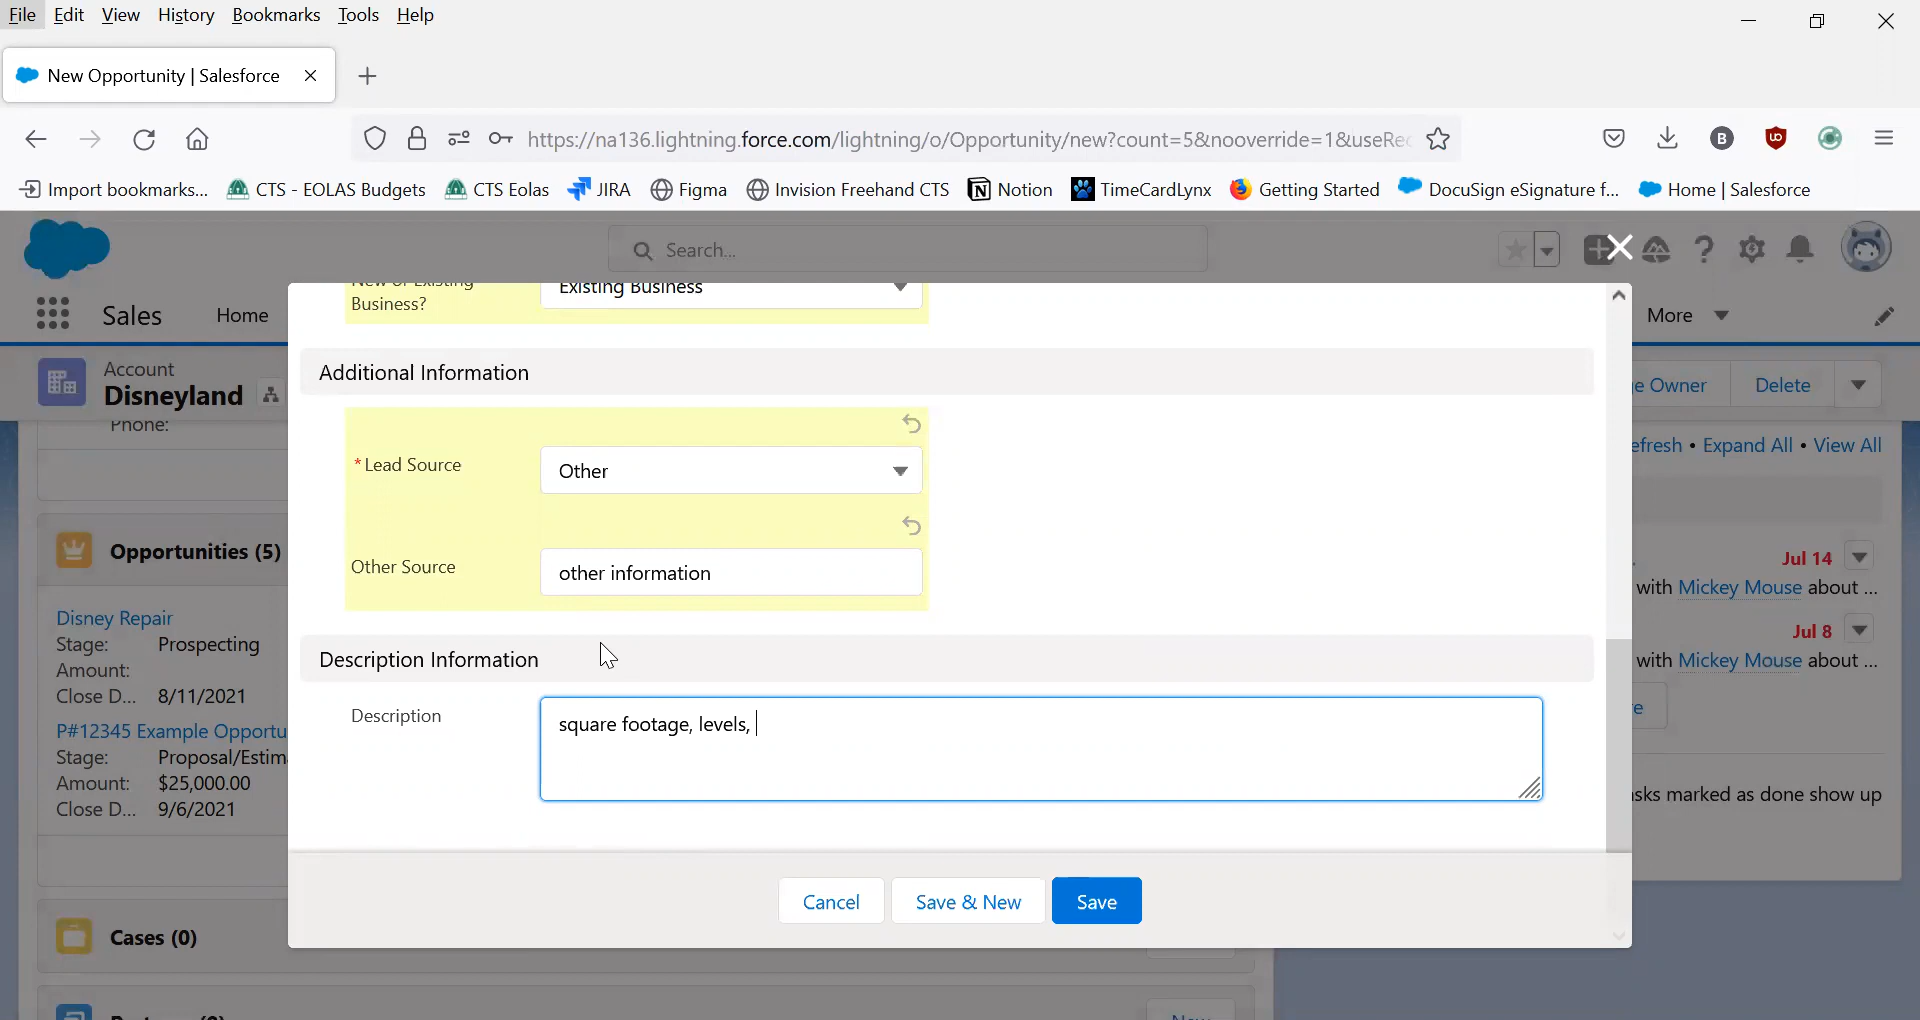 File Edit View History Bookmarks Tools Help
New Opportunity | Salesforce
https://na136.lightning.force.com/lightning/o/Opportunity/new?count=5&nooverride=1&useRec
Import bookmarks... CTS - EOLAS Budgets CTS Eolas JIRA Figma Invision Freehand CTS Notion TimeCardLynx Getting Started DocuSign eSignature f... Home | Salesforce
Search...
Sales Home More
Account
Disneyland
e Owner Delete
Phone:
efresh • Expand All • View All
New or Existing
Business?
Existing Business
Additional Information
*Lead Source Other
Other Source other information
Description Information
Description square footage, levels,
Cancel Save & New Save
Opportunities (5)
Disney Repair
Stage: Prospecting
Amount:
Close D... 8/11/2021
P#12345 Example Opportu
Stage: Proposal/Estim
Amount: $25,000.00
Close D... 9/6/2021
Cases (0)
Jul 14
with Mickey Mouse about ...
Jul 8
with Mickey Mouse about ...
re
sks marked as done show up